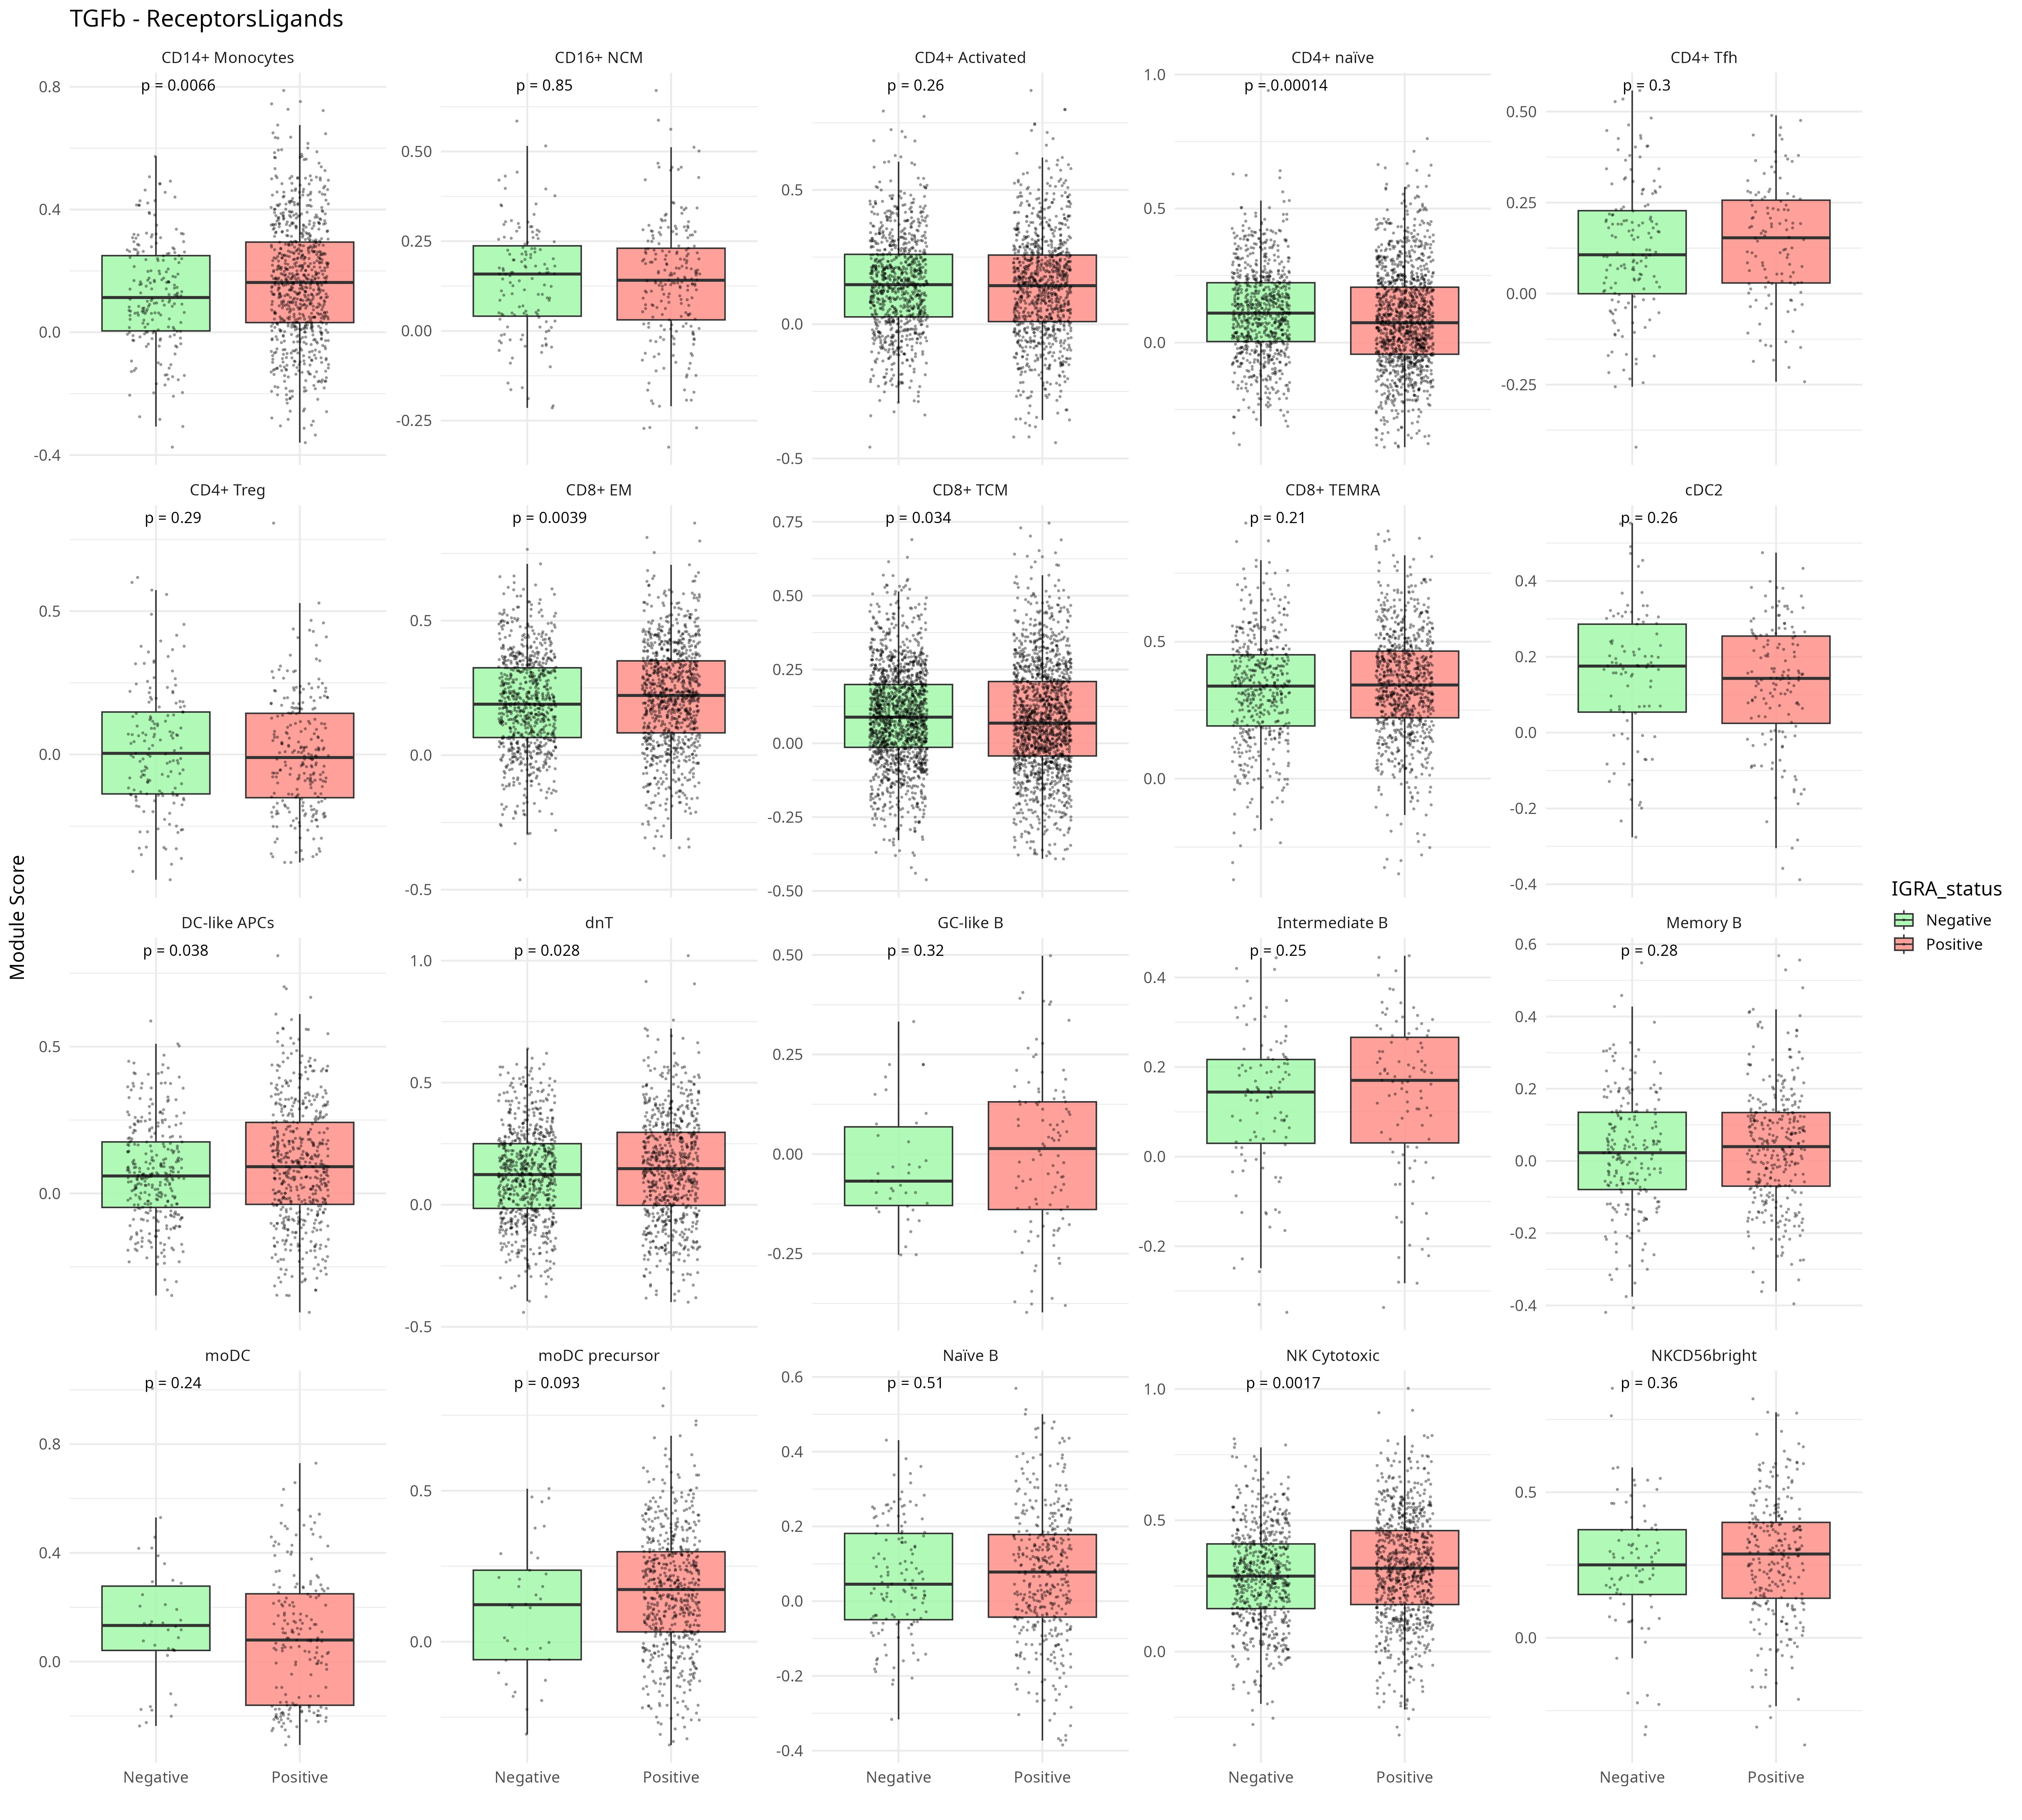 TGFb - ReceptorsLigands
CD14+ Monocytes
CD16+ NCM
CD4+ Activated
CD4+ naïve
CD4+ Tfh
p = 0.0066
p = 0.85
p = 0.26
p = 0.00014
p = 0.3
0.8
0.4
0.0
-0.4
0.50
0.25
0.00
-0.25
0.5
0.0
-0.5
1.0
0.5
0.0
0.50
0.25
0.00
-0.25
CD4+ Treg
CD8+ EM
CD8+ TCM
CD8+ TEMRA
cDC2
p = 0.29
p = 0.0039
p = 0.034
p = 0.21
p = 0.26
0.5
0.0
0.5
0.0
-0.5
0.75
0.50
0.25
0.00
-0.25
-0.50
0.5
0.0
0.4
0.2
0.0
-0.2
-0.4
Module Score
DC-like APCs
dnT
GC-like B
Intermediate B
Memory B
p = 0.038
p = 0.028
p = 0.32
p = 0.25
p = 0.28
0.5
0.0
1.0
0.5
0.0
-0.5
0.50
0.25
0.00
-0.25
0.4
0.2
0.0
-0.2
0.6
0.4
0.2
0.0
-0.2
-0.4
IGRA_status
Negative
Positive
moDC
moDC precursor
Naïve B
NK Cytotoxic
NKCD56bright
p = 0.24
p = 0.093
p = 0.51
p = 0.0017
p = 0.36
0.8
0.4
0.0
0.5
0.0
0.6
0.4
0.2
0.0
-0.2
-0.4
1.0
0.5
0.0
0.5
0.0
Negative
Positive
Negative
Positive
Negative
Positive
Negative
Positive
Negative
Positive